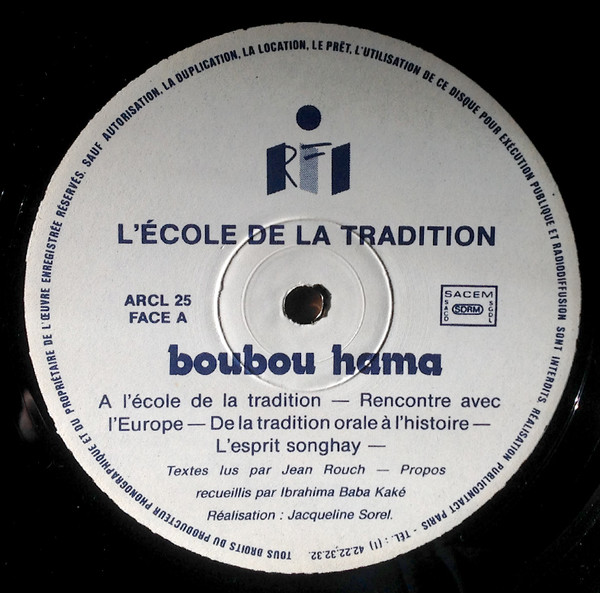 TOUS DROITS DU PRODUCTEUR PHONOGRAPHIQUE ET DU PROPRIÉTAIRE DE L'ŒUVRE ENREGISTRÉE RÉSERVÉS. SAUF AUTORISATION, LA DUPLICATION, LA LOCATION, LE PRÊT, L'UTILISATION DE CE DISQUE POUR EXÉCUTION PUBLIQUE ET RADIODIFFUSION SONT INTERDITS. RÉALISATION PUBLICONTACT PARIS - TÉL. : (1) 42.22.32.32.
RFI
L'ÉCOLE DE LA TRADITION
ARCL 25
FACE A
SACEM
SACD SDRM SGDL
boubou hama
A l'école de la tradition — Rencontre avec
l'Europe — De la tradition orale à l'histoire —
L'esprit songhay —
Textes lus par Jean Rouch — Propos
recueillis par Ibrahima Baba Kaké
Réalisation : Jacqueline Sorel.